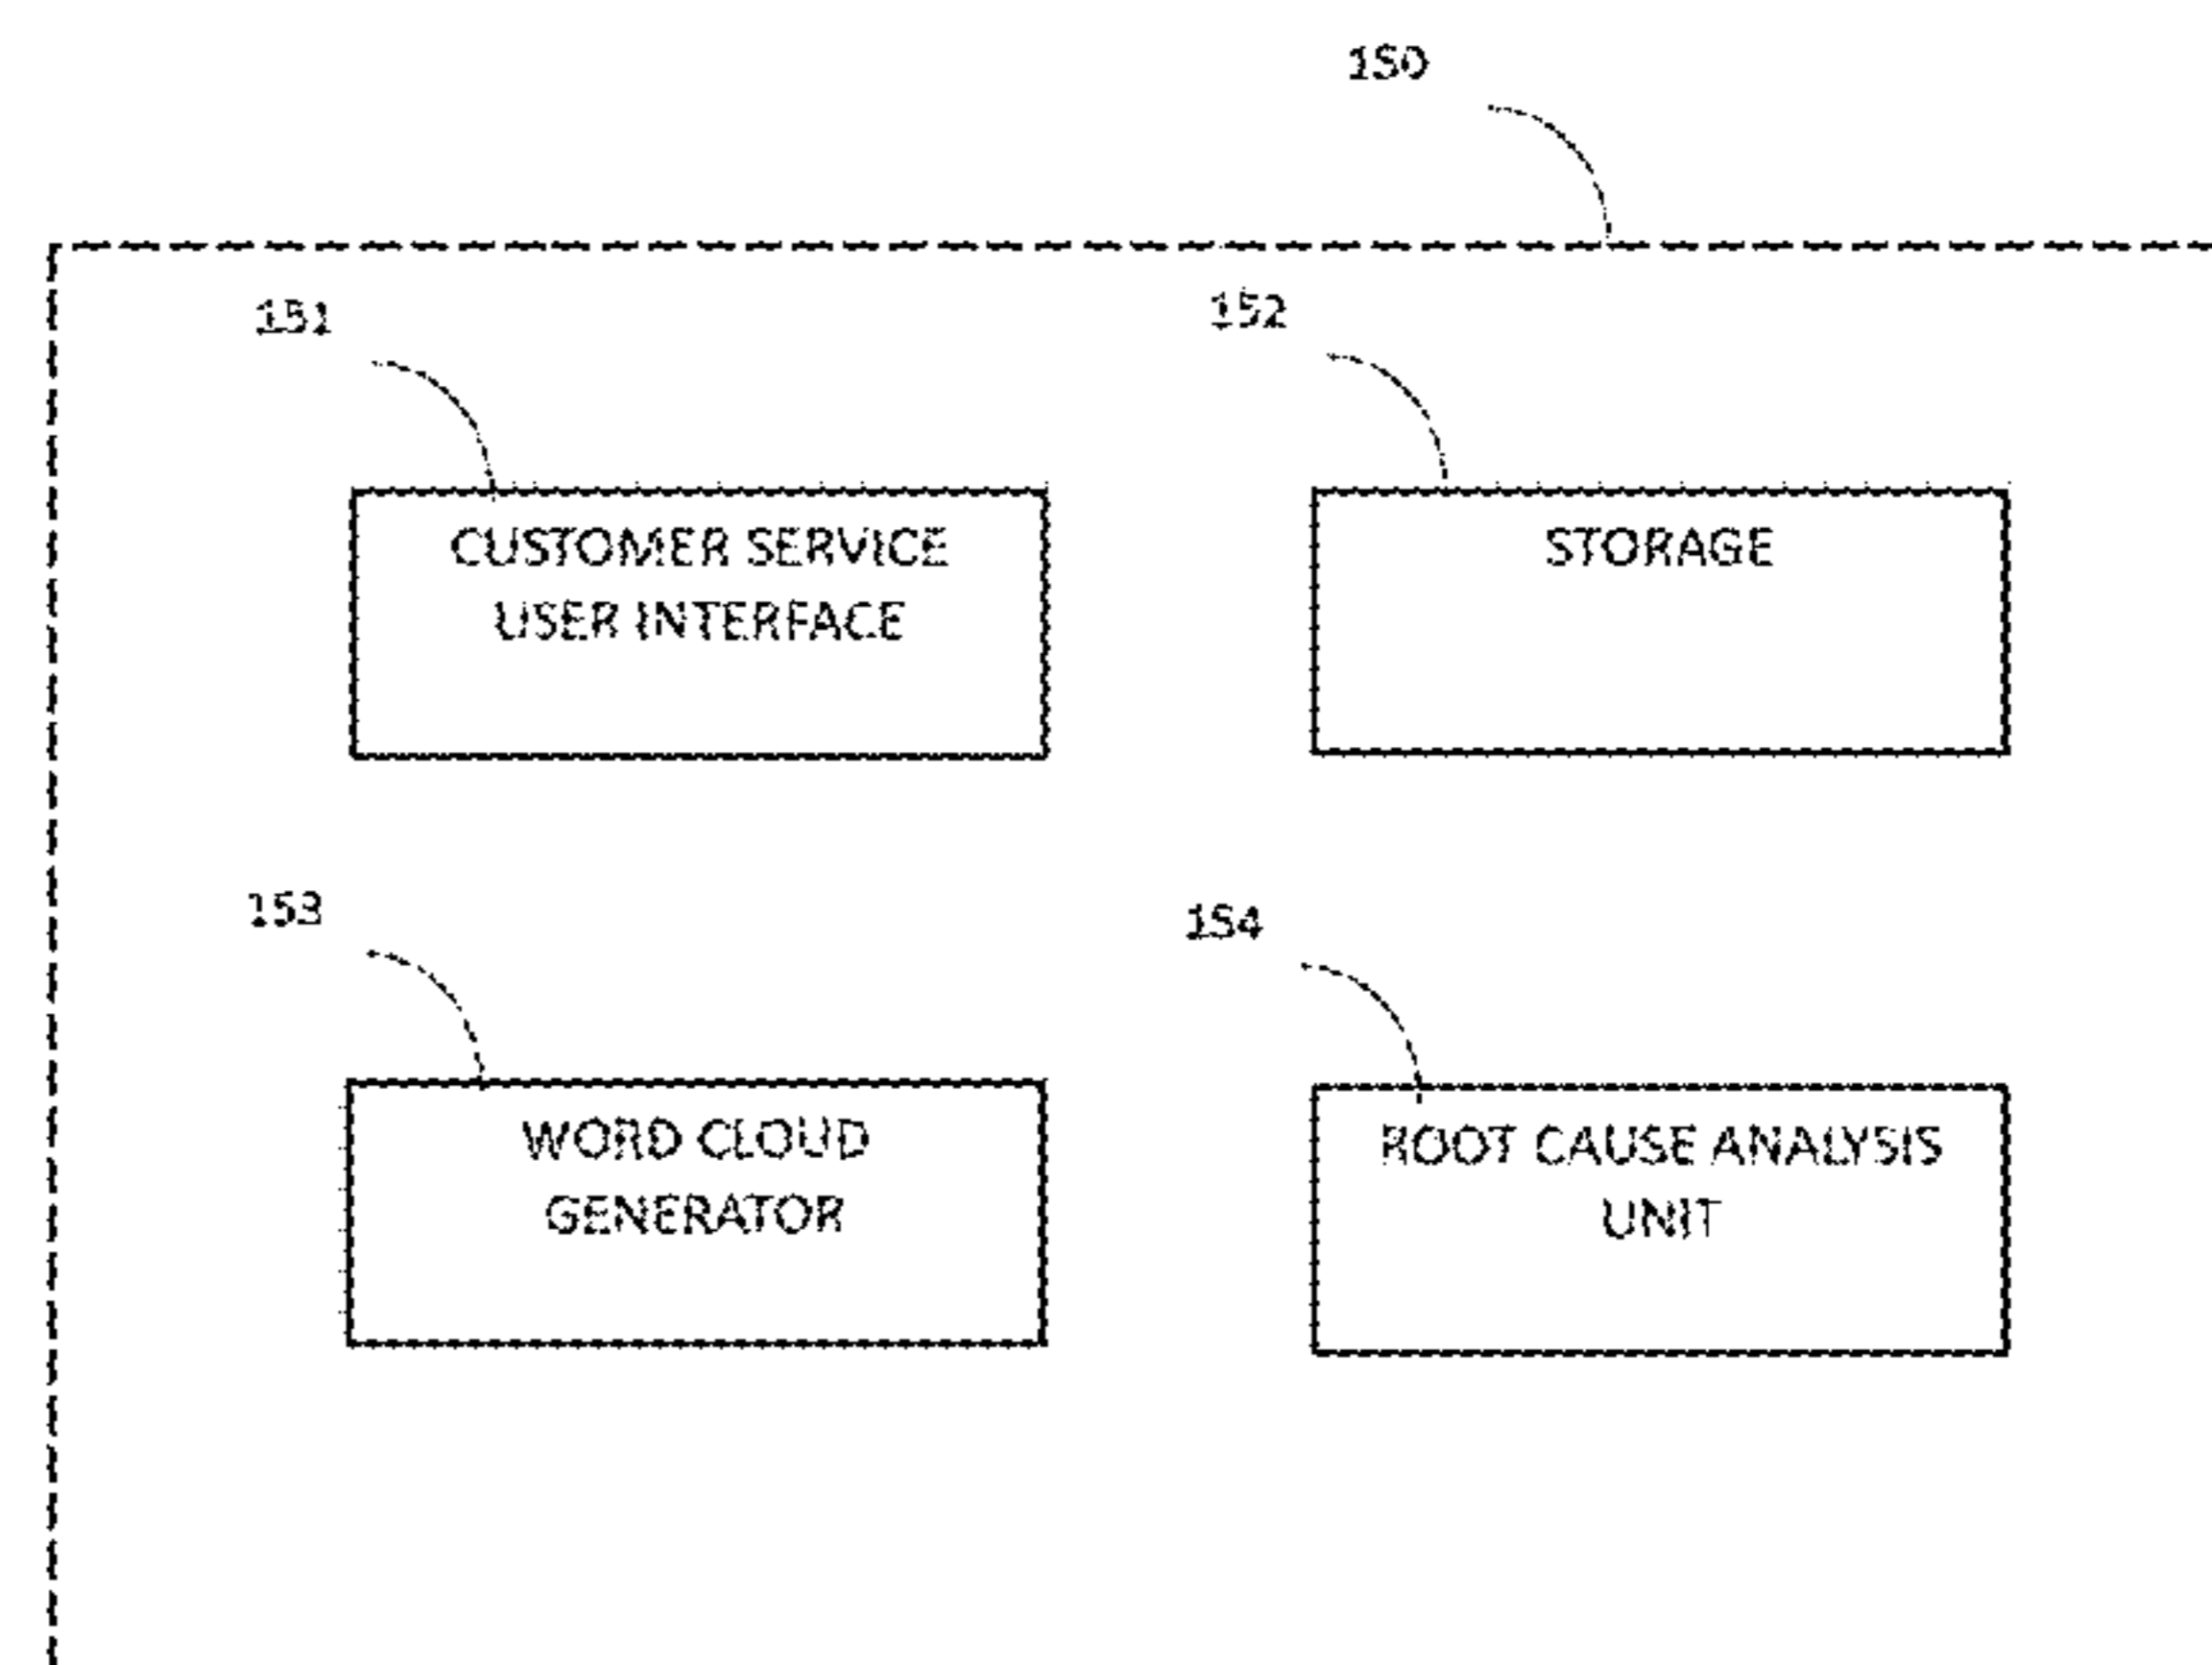 150
151
152
CUSTOMER SERVICE
USER INTERFACE
STORAGE
153
154
WORD CLOUD
GENERATOR
ROOT CAUSE ANALYSIS
UNIT